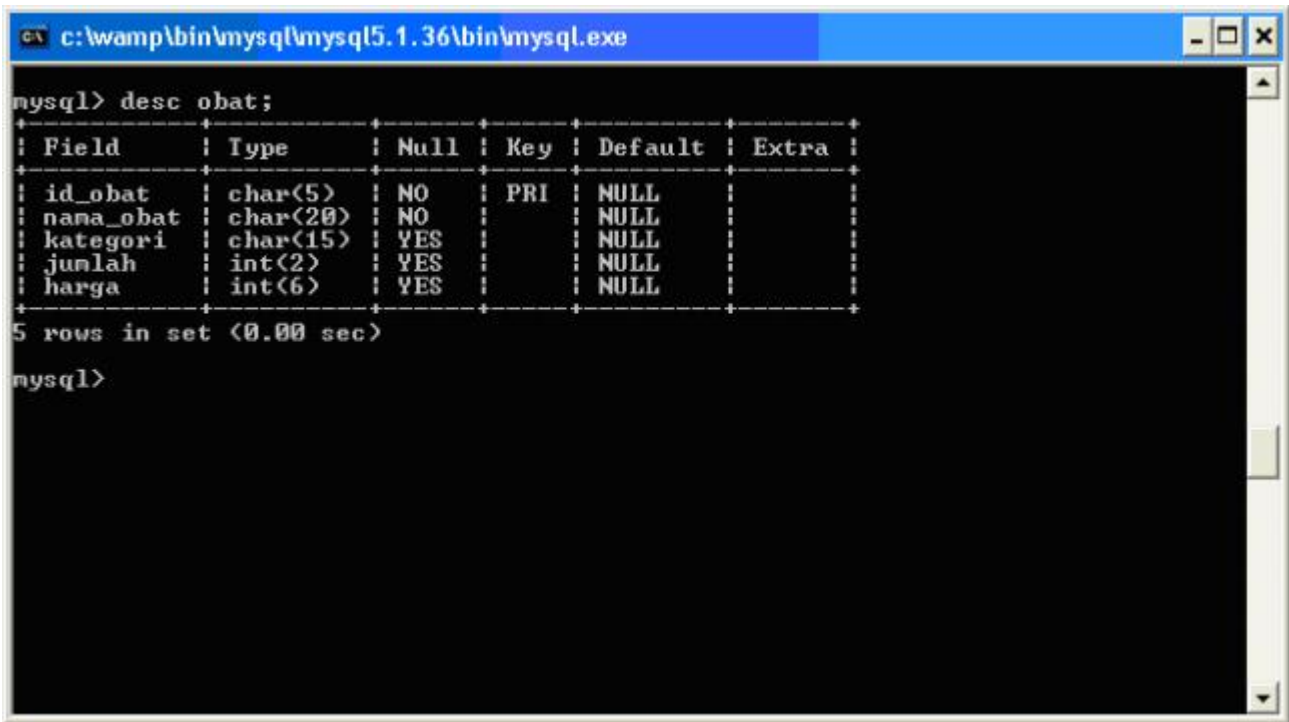 c:\wamp\bin\mysql\mysql5.1.36\bin\mysql.exe
mysql> desc obat;
+-----------+----------+------+-----+---------+-------+
| Field | Type | Null | Key | Default | Extra |
+-----------+----------+------+-----+---------+-------+
| id_obat | char(5) | NO | PRI | NULL | |
| nama_obat | char(20) | NO | | NULL | |
| kategori | char(15) | YES | | NULL | |
| jumlah | int(2) | YES | | NULL | |
| harga | int(6) | YES | | NULL | |
+-----------+----------+------+-----+---------+-------+
5 rows in set (0.00 sec)
mysql>